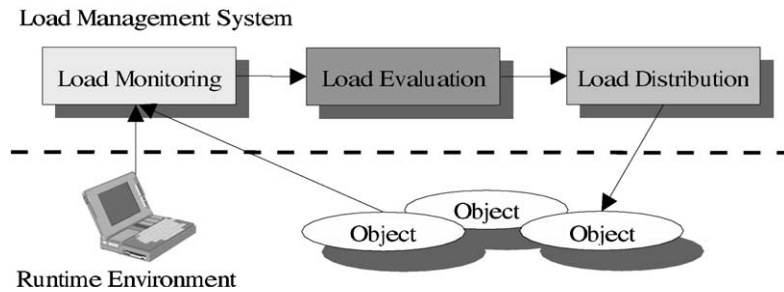 Load Management System
Load Monitoring
Load Evaluation
Load Distribution
Object
Object
Object
Runtime Environment